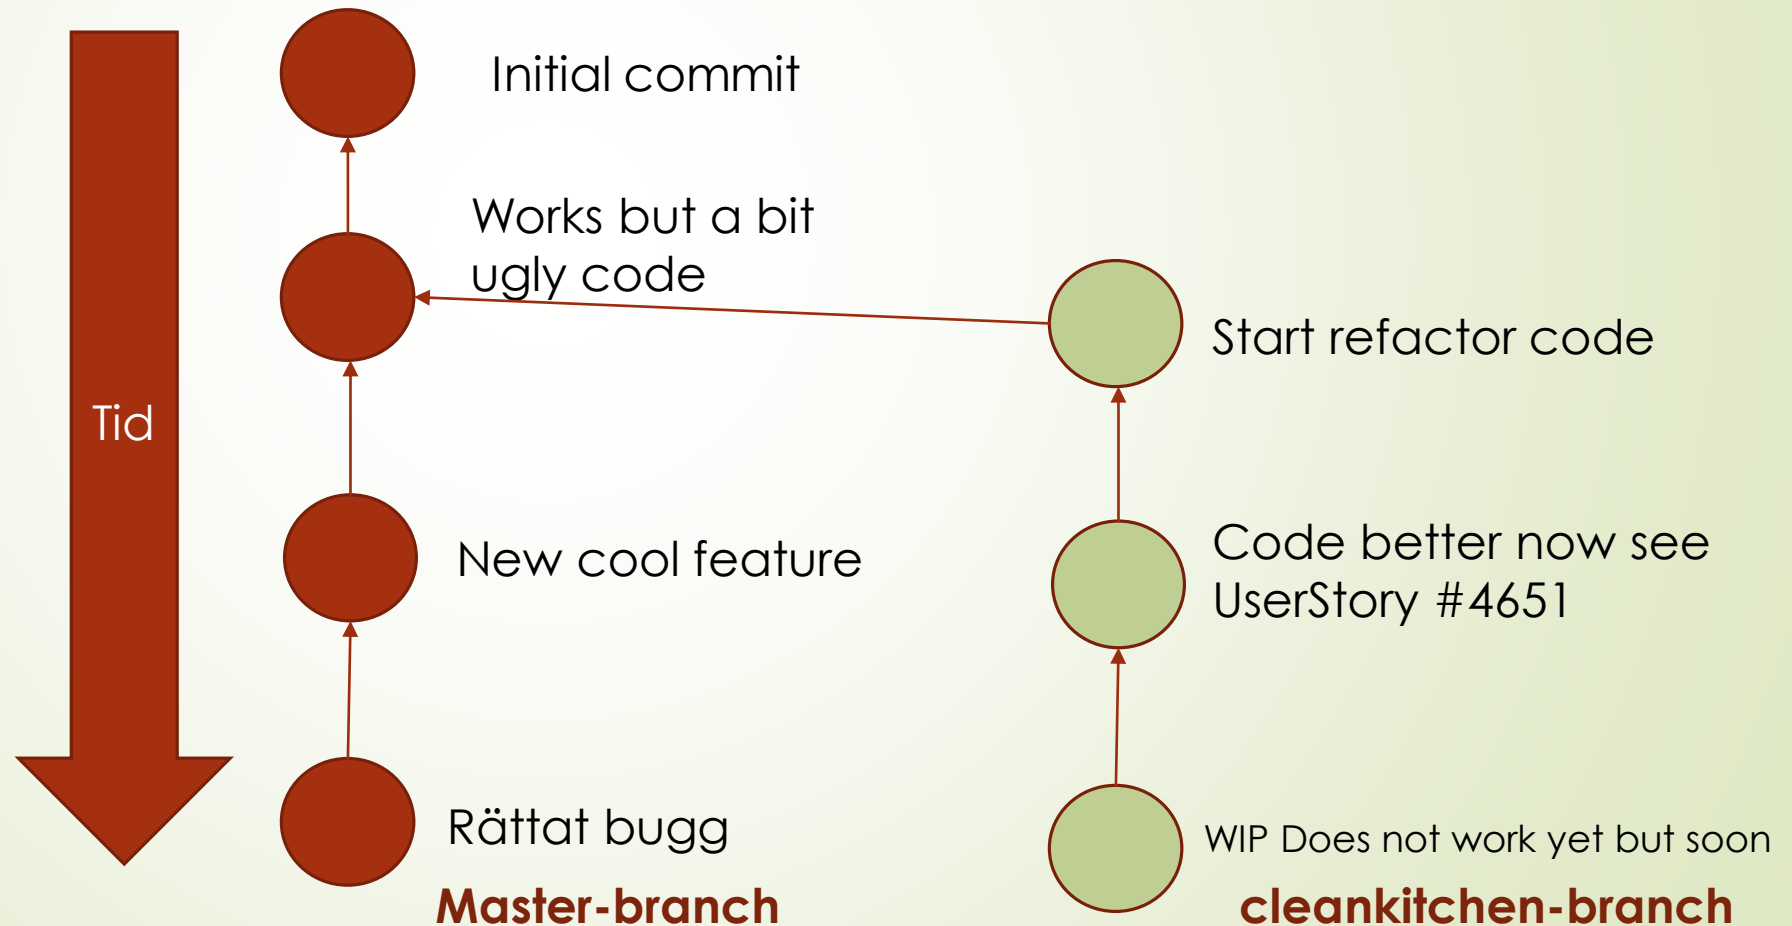 Initial commit
Works but a bit
ugly code
Start refactor code
Tid
New cool feature
Code better now see
UserStory #4651
Rättat bugg
WIP Does not work yet but soon
Master-branch
cleankitchen-branch